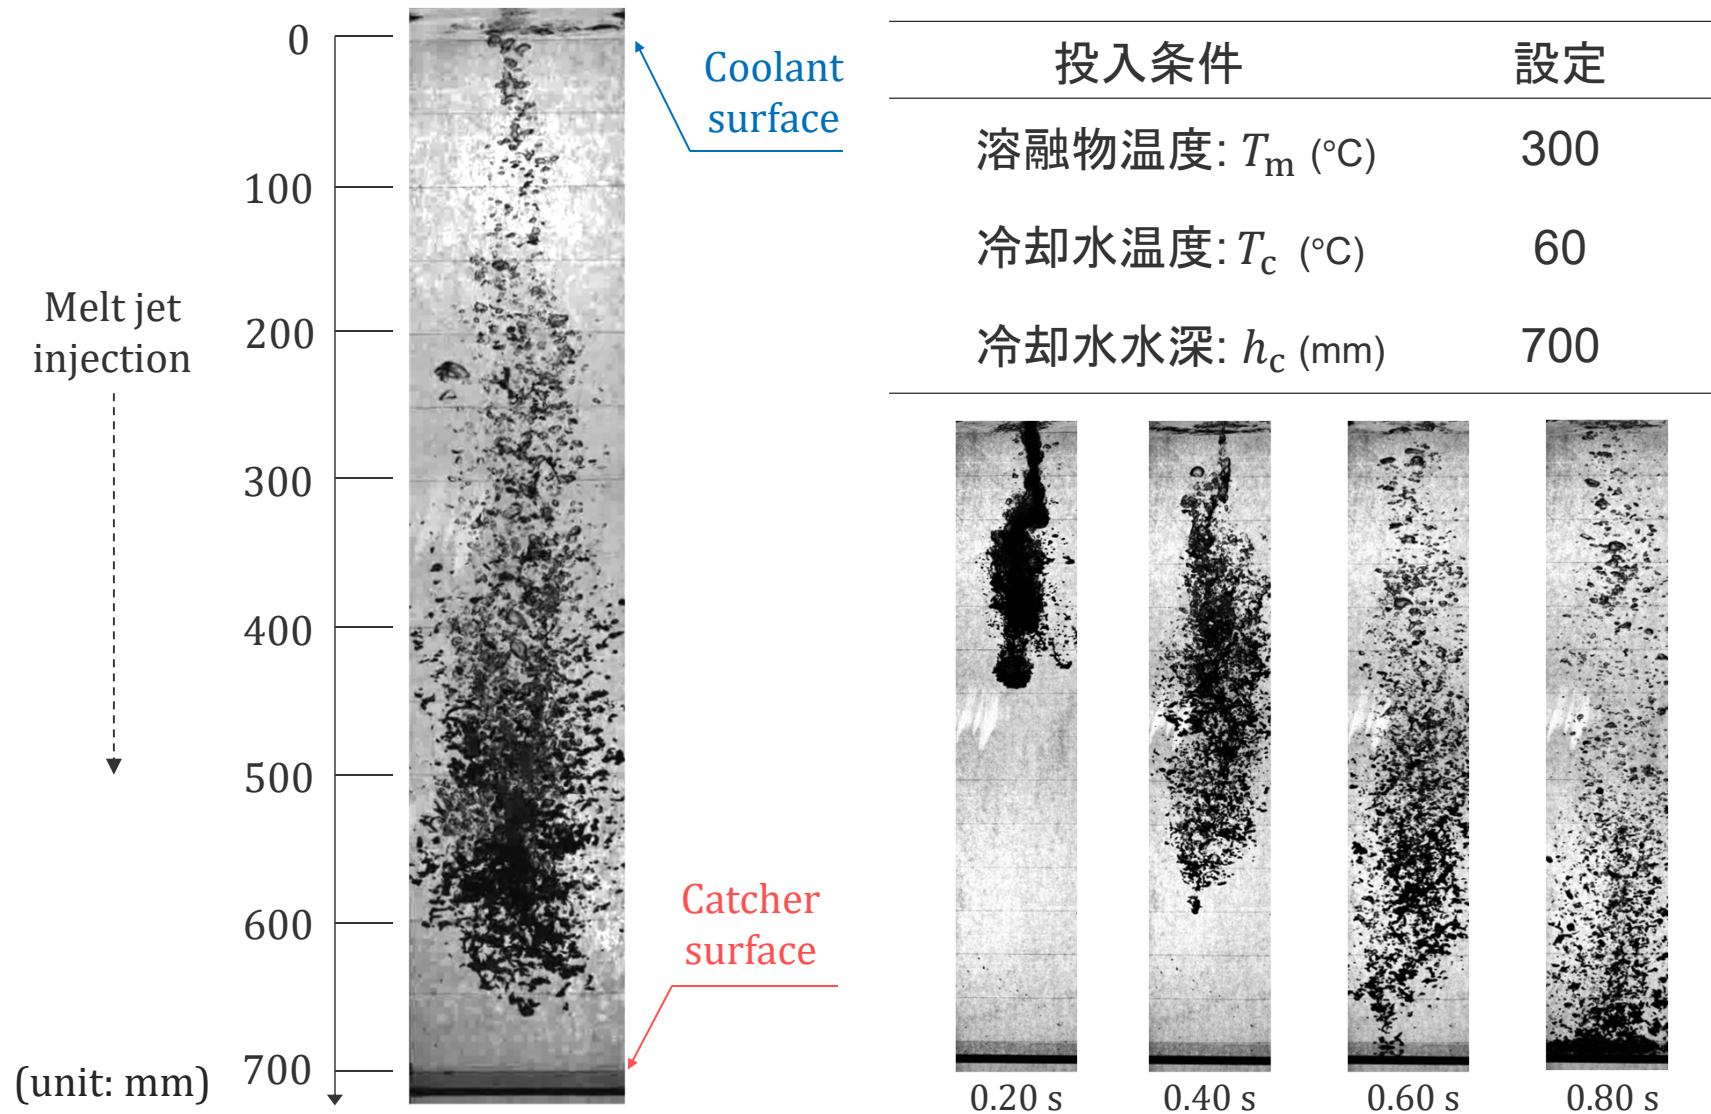 0
100
200
300
400
500
600
700
(unit: mm)
Melt jet
injection
Coolant
surface
Catcher
surface
投入条件 設定
溶融物温度: Tm (°C) 300
冷却水温度: Tc (°C) 60
冷却水水深: hc (mm) 700
0.20 s 0.40 s 0.60 s 0.80 s